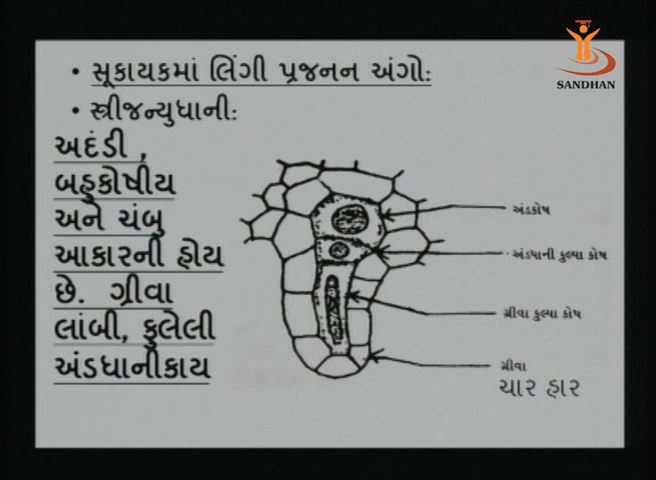 SANDHAN
• સૂકાયકમાં લિંગી પ્રજનન અંગોઃ
• સ્ત્રીજન્યુધાનીઃ
અદંડી ,
બહુકોષીય
અને ચંબુ
આકારની હોય
છે. ગ્રીવા
લાંબી, ફુલેલી
અંડધાનીકાય
અંડકોષ
અંડધાની કુલ્યા કોષ
ગ્રીવા કુલ્યા કોષ
ગ્રીવા
ચાર હાર